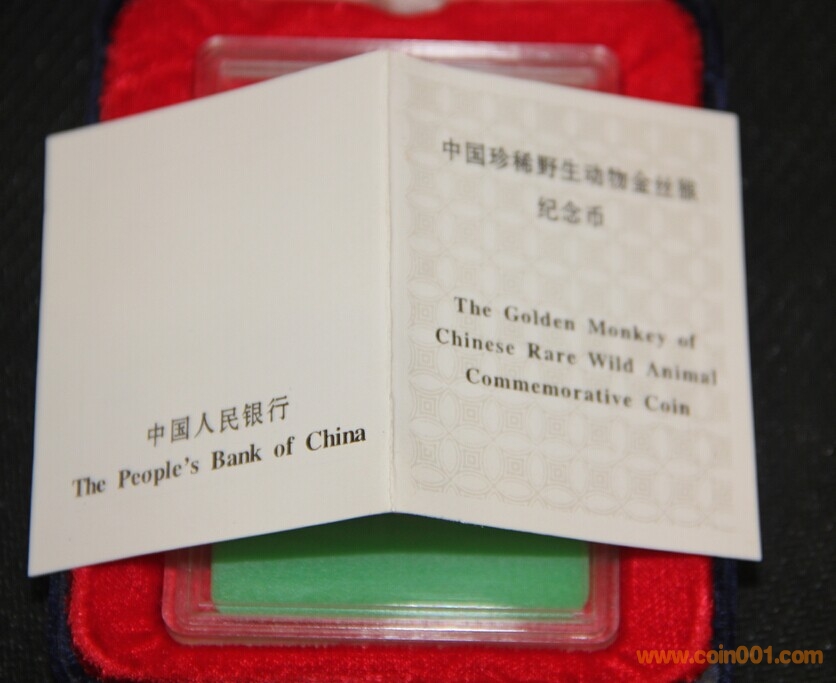 中国人民银行
The People's Bank of China
中国珍稀野生动物金丝猴
纪念币
The Golden Monkey of
Chinese Rare Wild Animal
Commemorative Coin
www.coin001.com